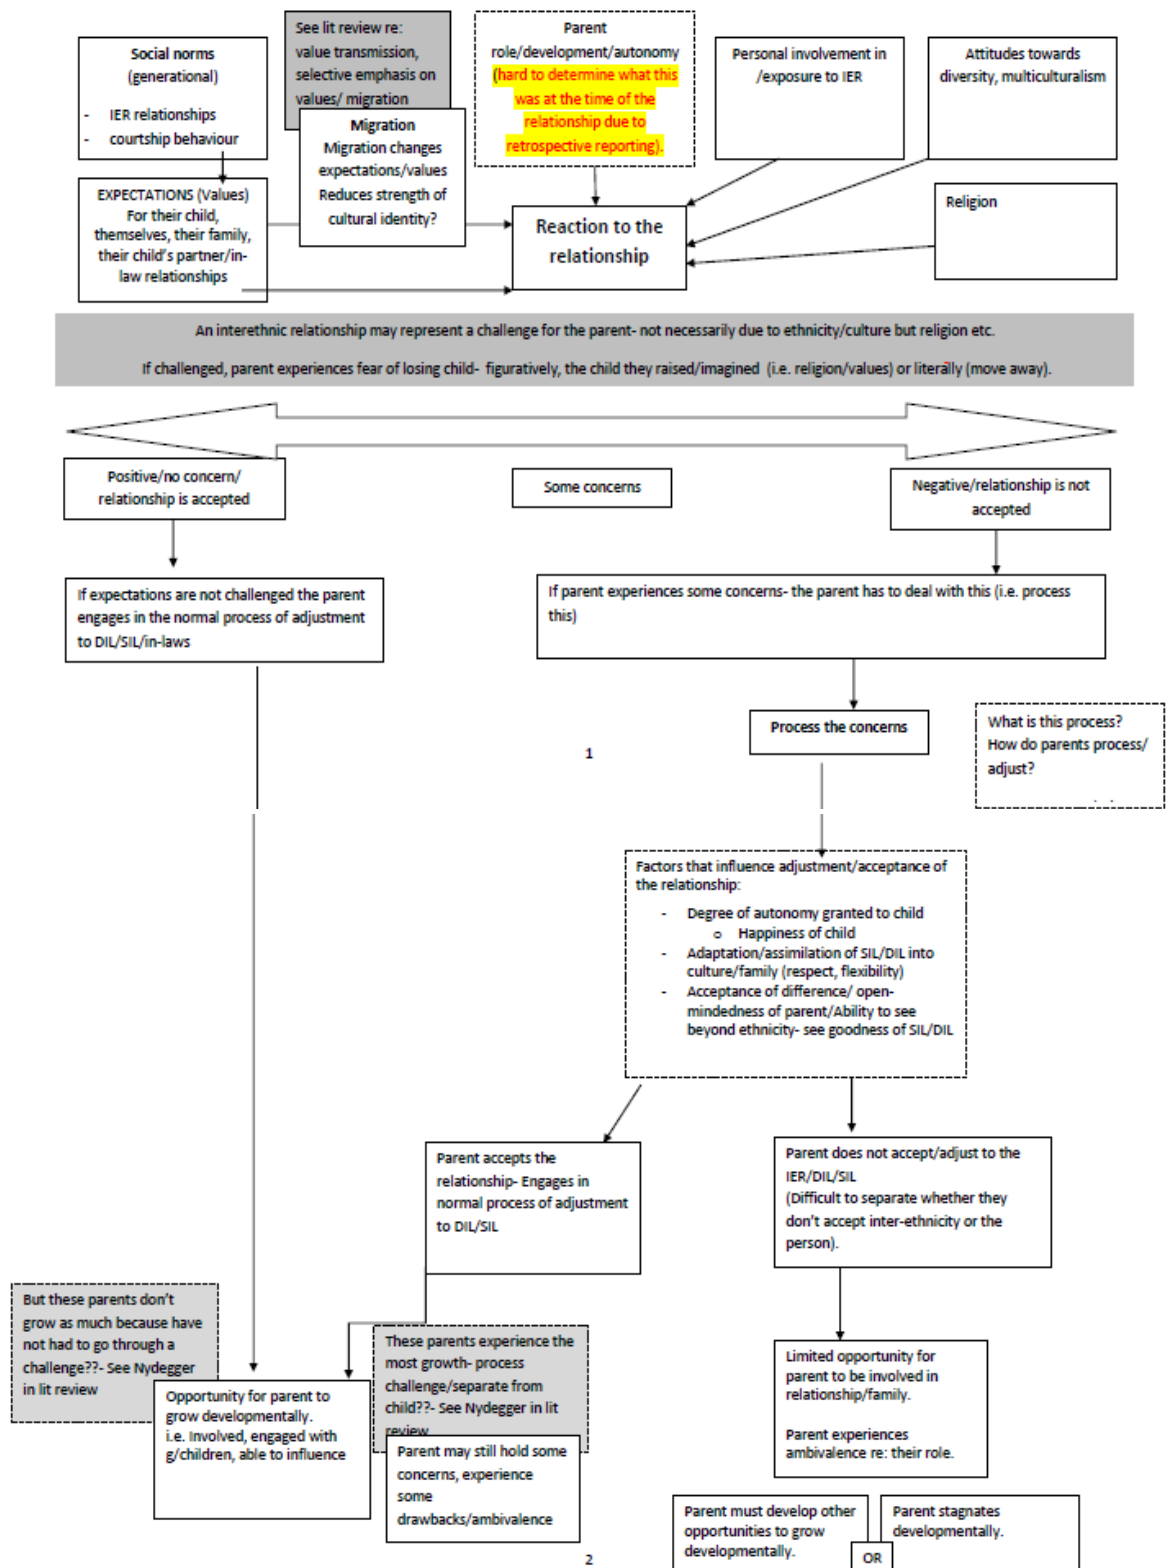 Social norms
(generational)
- IER relationships
- courtship behaviour
See lit review re:
value transmission,
selective emphasis on
values/ migration
Migration
Migration changes
expectations/values
Reduces strength of
cultural identity?
Parent
role/development/autonomy
(hard to determine what this
was at the time of the
relationship due to
retrospective reporting).
Personal involvement in
/exposure to IER
Attitudes towards
diversity, multiculturalism
EXPECTATIONS (Values)
For their child,
themselves, their family,
their child's partner/in-
law relationships
Reaction to the
relationship
Religion
An interethnic relationship may represent a challenge for the parent- not necessarily due to ethnicity/culture but religion etc.
If challenged, parent experiences fear of losing child- figuratively, the child they raised/imagined (i.e. religion/values) or literally (move away).
Positive/no concern/
relationship is accepted
Some concerns
Negative/relationship is not
accepted
If expectations are not challenged the parent
engages in the normal process of adjustment
to DIL/SIL/in-laws
If parent experiences some concerns- the parent has to deal with this (i.e. process
this)
Process the concerns
What is this process?
How do parents process/
adjust?
1
Factors that influence adjustment/acceptance of
the relationship:
- Degree of autonomy granted to child
o Happiness of child
- Adaptation/assimilation of SIL/DIL into
culture/family (respect, flexibility)
- Acceptance of difference/ open-
mindedness of parent/Ability to see
beyond ethnicity- see goodness of SIL/DIL
Parent accepts the
relationship- Engages in
normal process of adjustment
to DIL/SIL
Parent does not accept/adjust to the
IER/DIL/SIL
(Difficult to separate whether they
don't accept inter-ethnicity or the
person).
But these parents don't
grow as much because have
not had to go through a
challenge??- See Nydegger
in lit review
Opportunity for parent to
grow developmentally.
i.e. Involved, engaged with
g/children, able to influence
These parents experience the
most growth- process
challenge/separate from
child??- See Nydegger in lit
review
Parent may still hold some
concerns, experience
some
drawbacks/ambivalence
Limited opportunity for
parent to be involved in
relationship/family.
Parent experiences
ambivalence re: their role.
Parent must develop other
opportunities to grow
developmentally.
OR
Parent stagnates
developmentally.
2